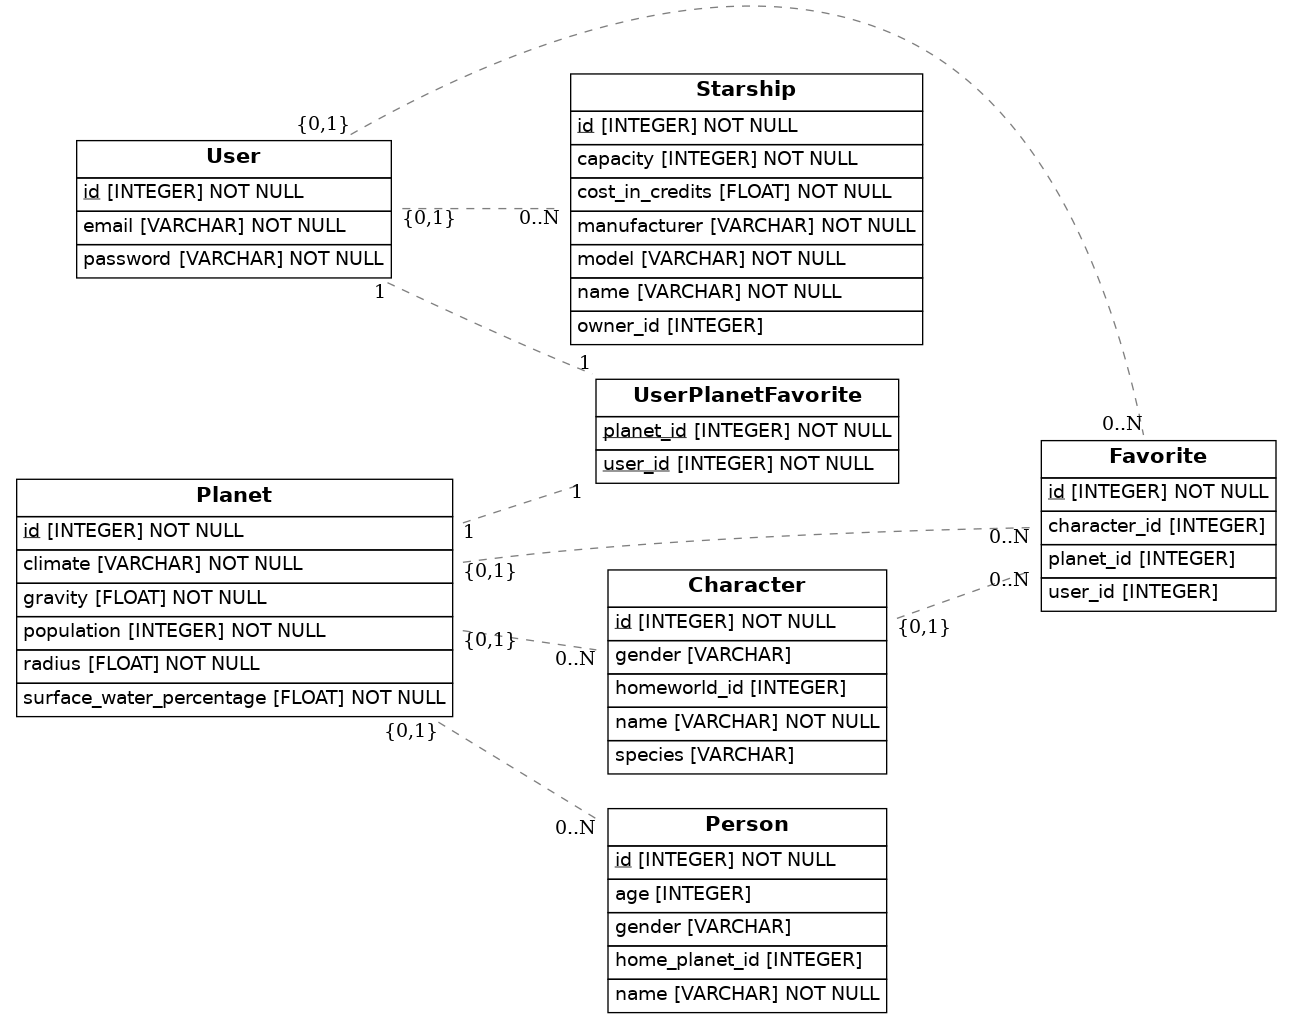 {0,1}
User
id [INTEGER] NOT NULL
email [VARCHAR] NOT NULL
password [VARCHAR] NOT NULL
{0,1}
0..N
1
Starship
id [INTEGER] NOT NULL
capacity [INTEGER] NOT NULL
cost_in_credits [FLOAT] NOT NULL
manufacturer [VARCHAR] NOT NULL
model [VARCHAR] NOT NULL
name [VARCHAR] NOT NULL
owner_id [INTEGER]
1
UserPlanetFavorite
planet_id [INTEGER] NOT NULL
user_id [INTEGER] NOT NULL
1
0..N
Favorite
id [INTEGER] NOT NULL
character_id [INTEGER]
planet_id [INTEGER]
user_id [INTEGER]
0..N
0..N
Planet
id [INTEGER] NOT NULL
climate [VARCHAR] NOT NULL
gravity [FLOAT] NOT NULL
population [INTEGER] NOT NULL
radius [FLOAT] NOT NULL
surface_water_percentage [FLOAT] NOT NULL
1
{0,1}
{0,1}
{0,1}
0..N
Character
id [INTEGER] NOT NULL
gender [VARCHAR]
homeworld_id [INTEGER]
name [VARCHAR] NOT NULL
species [VARCHAR]
{0,1}
0..N
Person
id [INTEGER] NOT NULL
age [INTEGER]
gender [VARCHAR]
home_planet_id [INTEGER]
name [VARCHAR] NOT NULL